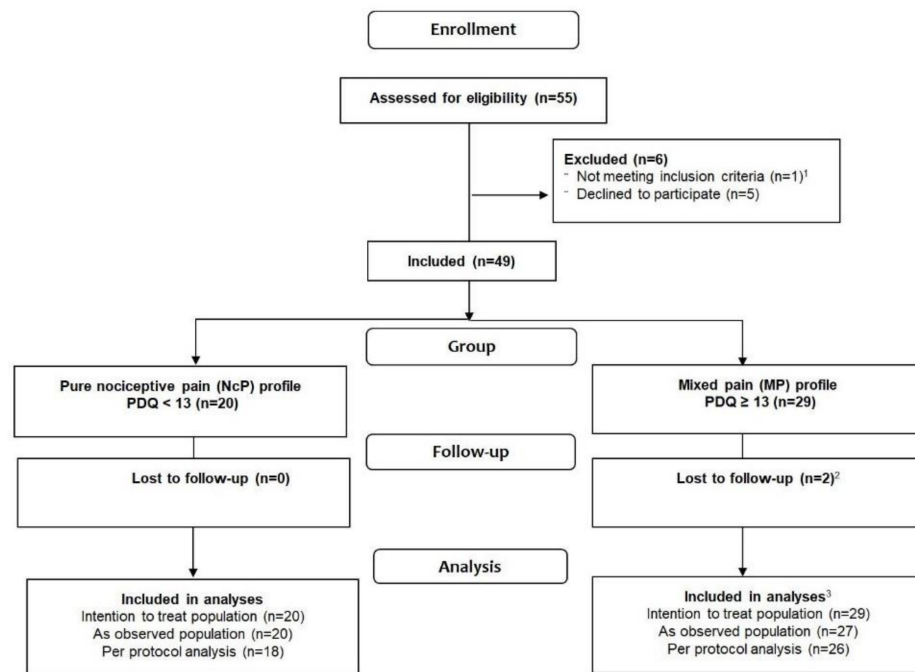 Enrollment
Assessed for eligibility (n=55)
Excluded (n=6)
- Not meeting inclusion criteria (n=1)¹
- Declined to participate (n=5)
Included (n=49)
Group
Pure nociceptive pain (NcP) profile
PDQ < 13 (n=20)
Mixed pain (MP) profile
PDQ ≥ 13 (n=29)
Follow-up
Lost to follow-up (n=0)
Lost to follow-up (n=2)²
Analysis
Included in analyses
Intention to treat population (n=20)
As observed population (n=20)
Per protocol analysis (n=18)
Included in analyses³
Intention to treat population (n=29)
As observed population (n=27)
Per protocol analysis (n=26)